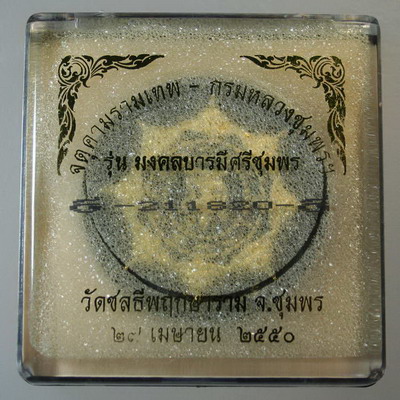 จตุคามรามเทพ - กรมหลวงชุมพรฯ
รุ่น มงคลบารมีศรีชุมพร
วัดชลธีพฤกษาราม จ.ชุมพร
๒๙ เมษายน ๒๕๕๐